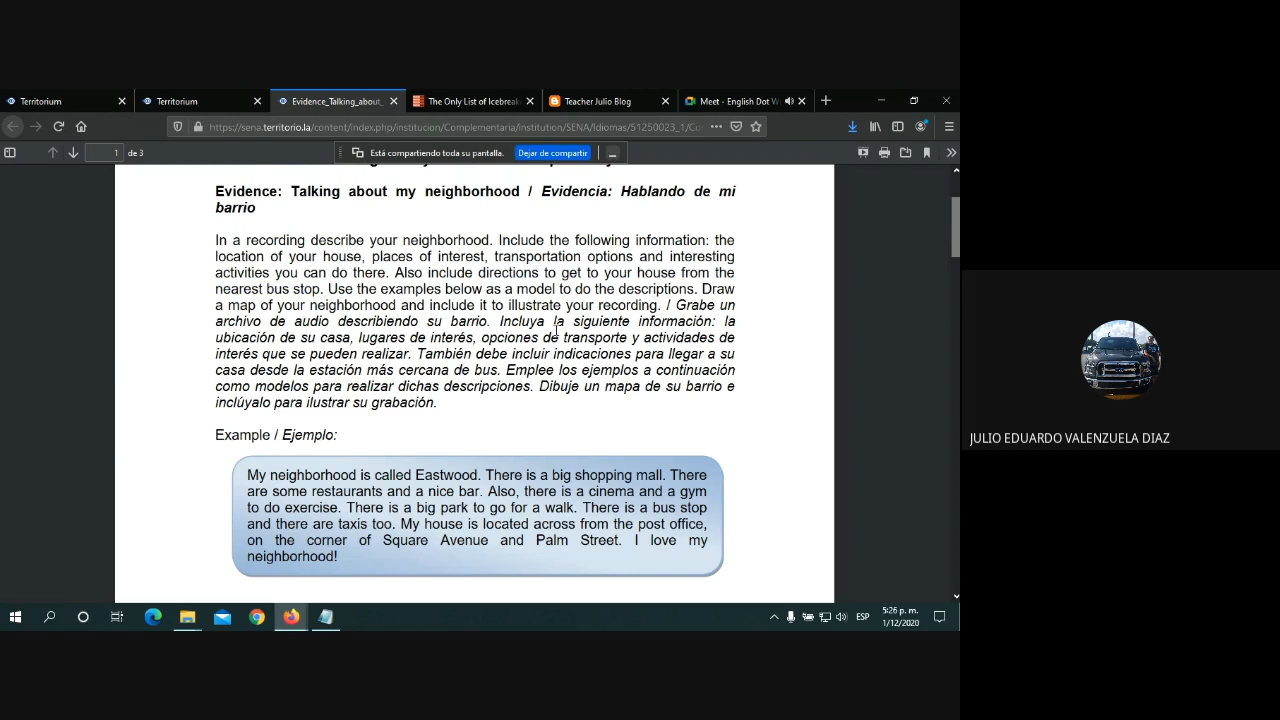 Territorium
Territorium
Evidence_Talking_about_
The Only List of Icebreak
Teacher Julio Blog
Meet - English Dot W
https://sena.territorio.la/content/index.php/institucion/Complementaria/institution/SENA/Idiomas/51250023_1/Co
1 de 3
Está compartiendo toda su pantalla.
Dejar de compartir
Evidence: Talking about my neighborhood / Evidencia: Hablando de mi
barrio
In a recording describe your neighborhood. Include the following information: the
location of your house, places of interest, transportation options and interesting
activities you can do there. Also include directions to get to your house from the
nearest bus stop. Use the examples below as a model to do the descriptions. Draw
a map of your neighborhood and include it to illustrate your recording. / Grabe un
archivo de audio describiendo su barrio. Incluya la siguiente información: la
ubicación de su casa, lugares de interés, opciones de transporte y actividades de
interés que se pueden realizar. También debe incluir indicaciones para llegar a su
casa desde la estación más cercana de bus. Emplee los ejemplos a continuación
como modelos para realizar dichas descripciones. Dibuje un mapa de su barrio e
inclúyalo para ilustrar su grabación.
Example / Ejemplo:
My neighborhood is called Eastwood. There is a big shopping mall. There
are some restaurants and a nice bar. Also, there is a cinema and a gym
to do exercise. There is a big park to go for a walk. There is a bus stop
and there are taxis too. My house is located across from the post office,
on the corner of Square Avenue and Palm Street. I love my
neighborhood!
JULIO EDUARDO VALENZUELA DIAZ
ESP
5:26 p. m.
1/12/2020